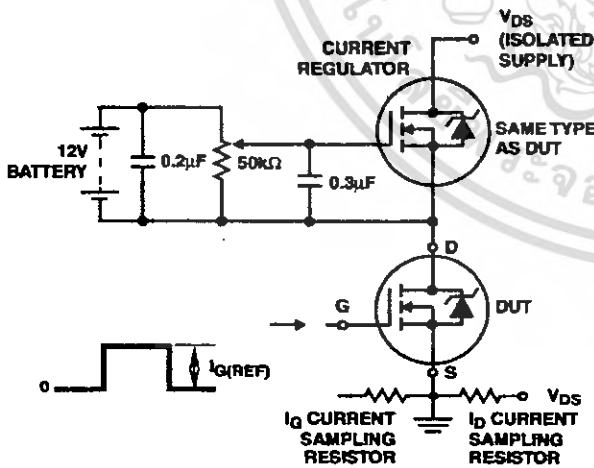 VDS
(ISOLATED
SUPPLY)
CURRENT
REGULATOR
SAME TYPE
AS DUT
12V
BATTERY
0.2µF
50kΩ
0.3µF
D
G
DUT
S
0
IG(REF)
VDS
IG CURRENT
SAMPLING
RESISTOR
ID CURRENT
SAMPLING
RESISTOR